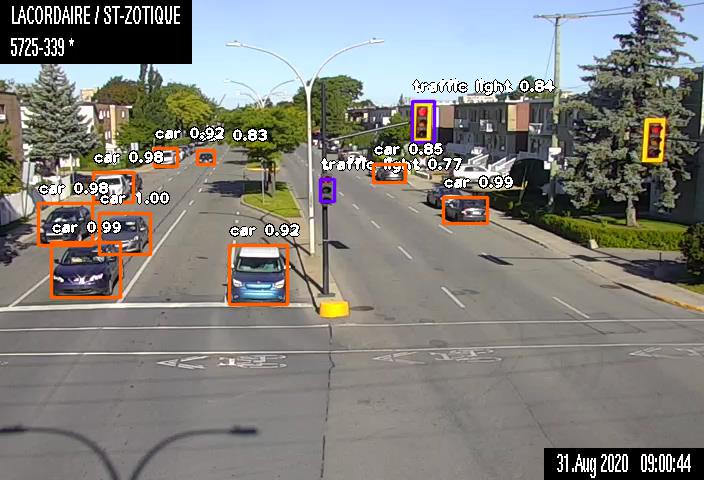 LACORDAIRE / ST-ZOTIQUE
5725-339 *
traffic light 0.84
car 0.92
0.83
car 0.98
car 0.85
traffic light 0.77
car 0.98
car 0.99
car 1.00
car 0.99
car 0.92
31.Aug 2020 09:00:44